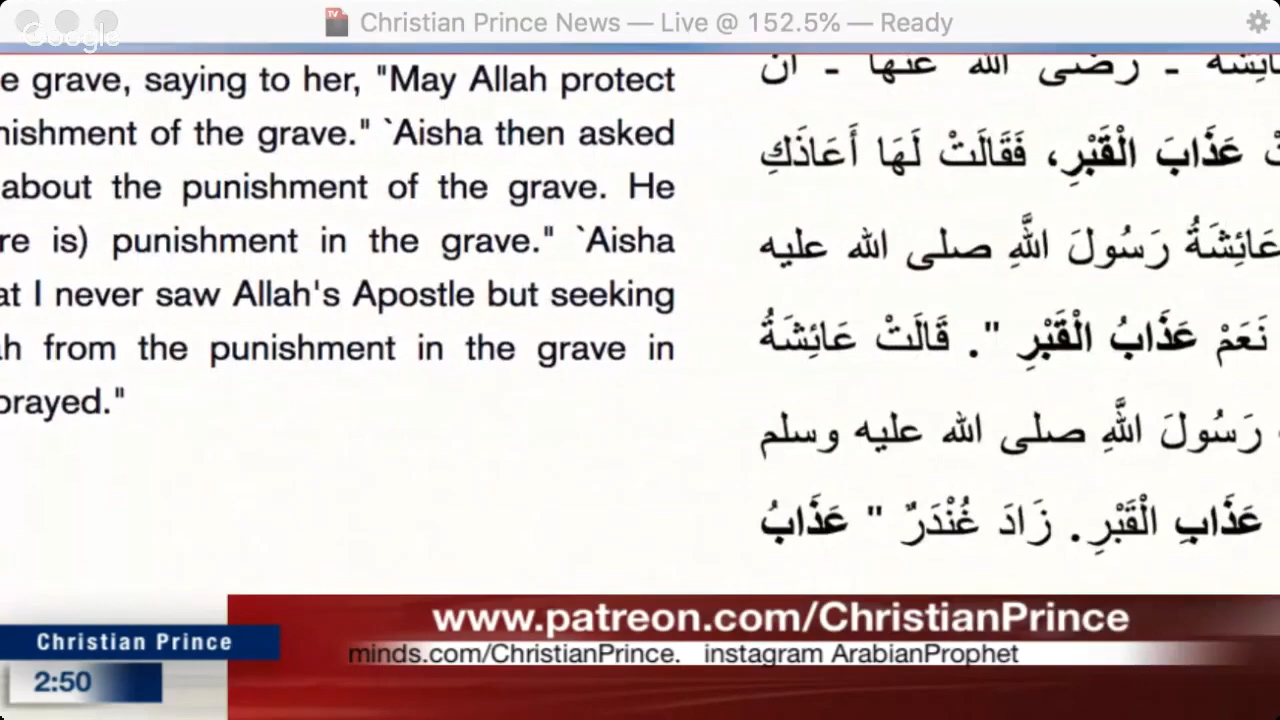 Christian Prince News — Live @ 152.5% — Ready
Google
e grave, saying to her, "May Allah protect
nishment of the grave." `Aisha then asked
about the punishment of the grave. He
re is) punishment in the grave." `Aisha
at I never saw Allah's Apostle but seeking
ah from the punishment in the grave in
prayed."
عَائِشَةَ ـ رضى الله عنها ـ أَنَّ
عَذَابَ الْقَبْرِ، فَقَالَتْ لَهَا أَعَاذَكِ
عَائِشَةُ رَسُولَ اللَّهِ صلى الله عليه
نَعَمْ عَذَابُ الْقَبْرِ ‏"‏‏.‏ قَالَتْ عَائِشَةُ
رَسُولَ اللَّهِ صلى الله عليه وسلم
عَذَابِ الْقَبْرِ‏.‏ زَادَ غُنْدَرٌ ‏"‏ عَذَابُ
www.patreon.com/ChristianPrince
Christian Prince
minds.com/ChristianPrince. instagram ArabianProphet
2:50